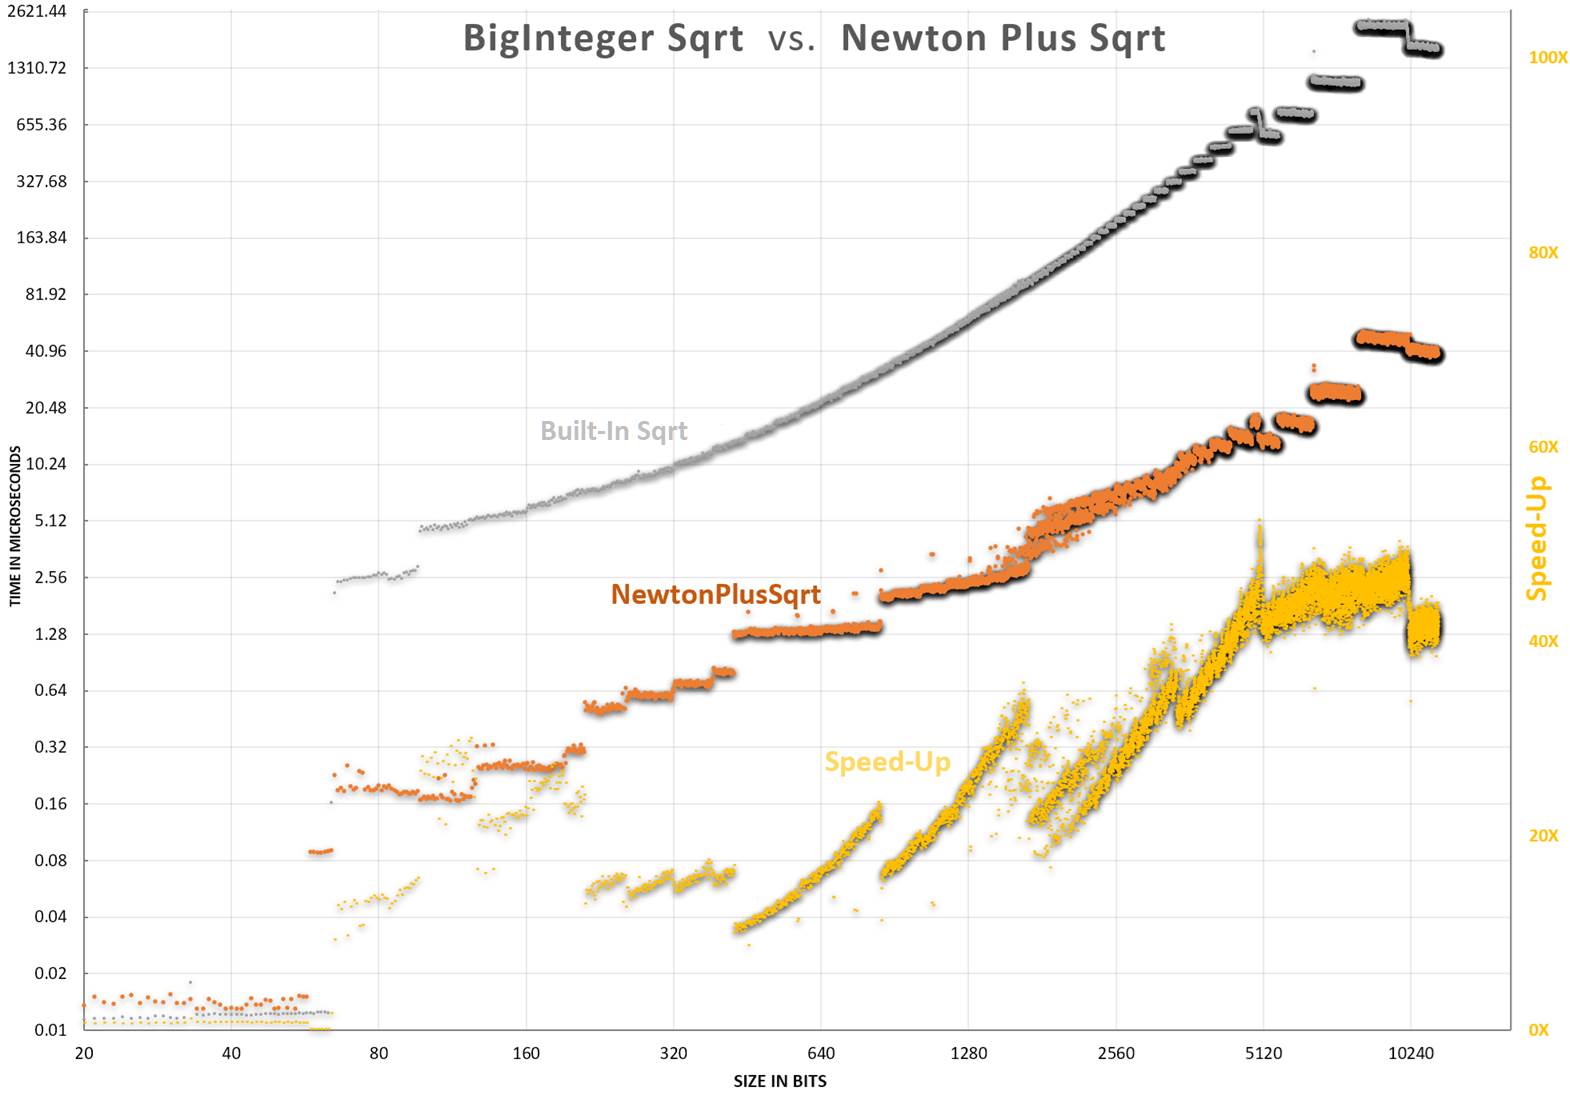 BigInteger Sqrt vs. Newton Plus Sqrt
2621.44
1310.72
655.36
327.68
163.84
81.92
40.96
20.48
10.24
5.12
2.56
1.28
0.64
0.32
0.16
0.08
0.04
0.02
0.01
TIME IN MICROSECONDS
Built-In Sqrt
NewtonPlusSqrt
Speed-Up
100X
80X
60X
40X
20X
0X
Speed-Up
20 40 80 160 320 640 1280 2560 5120 10240
SIZE IN BITS